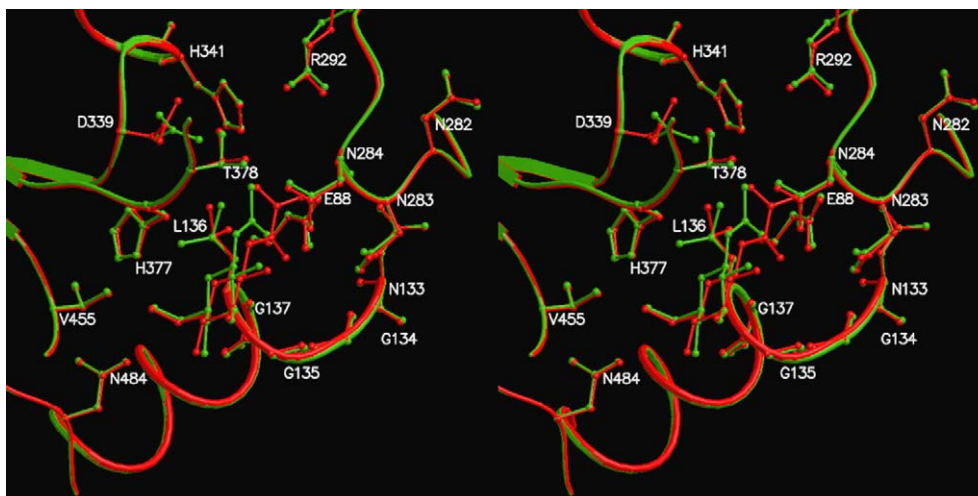 H341
R292
D339
N282
N284
T378
E88
N283
L136
H377
N133
G137
V455
G134
G135
N484
H341
R292
D339
N282
N284
T378
E88
N283
L136
H377
N133
G137
V455
G134
G135
N484